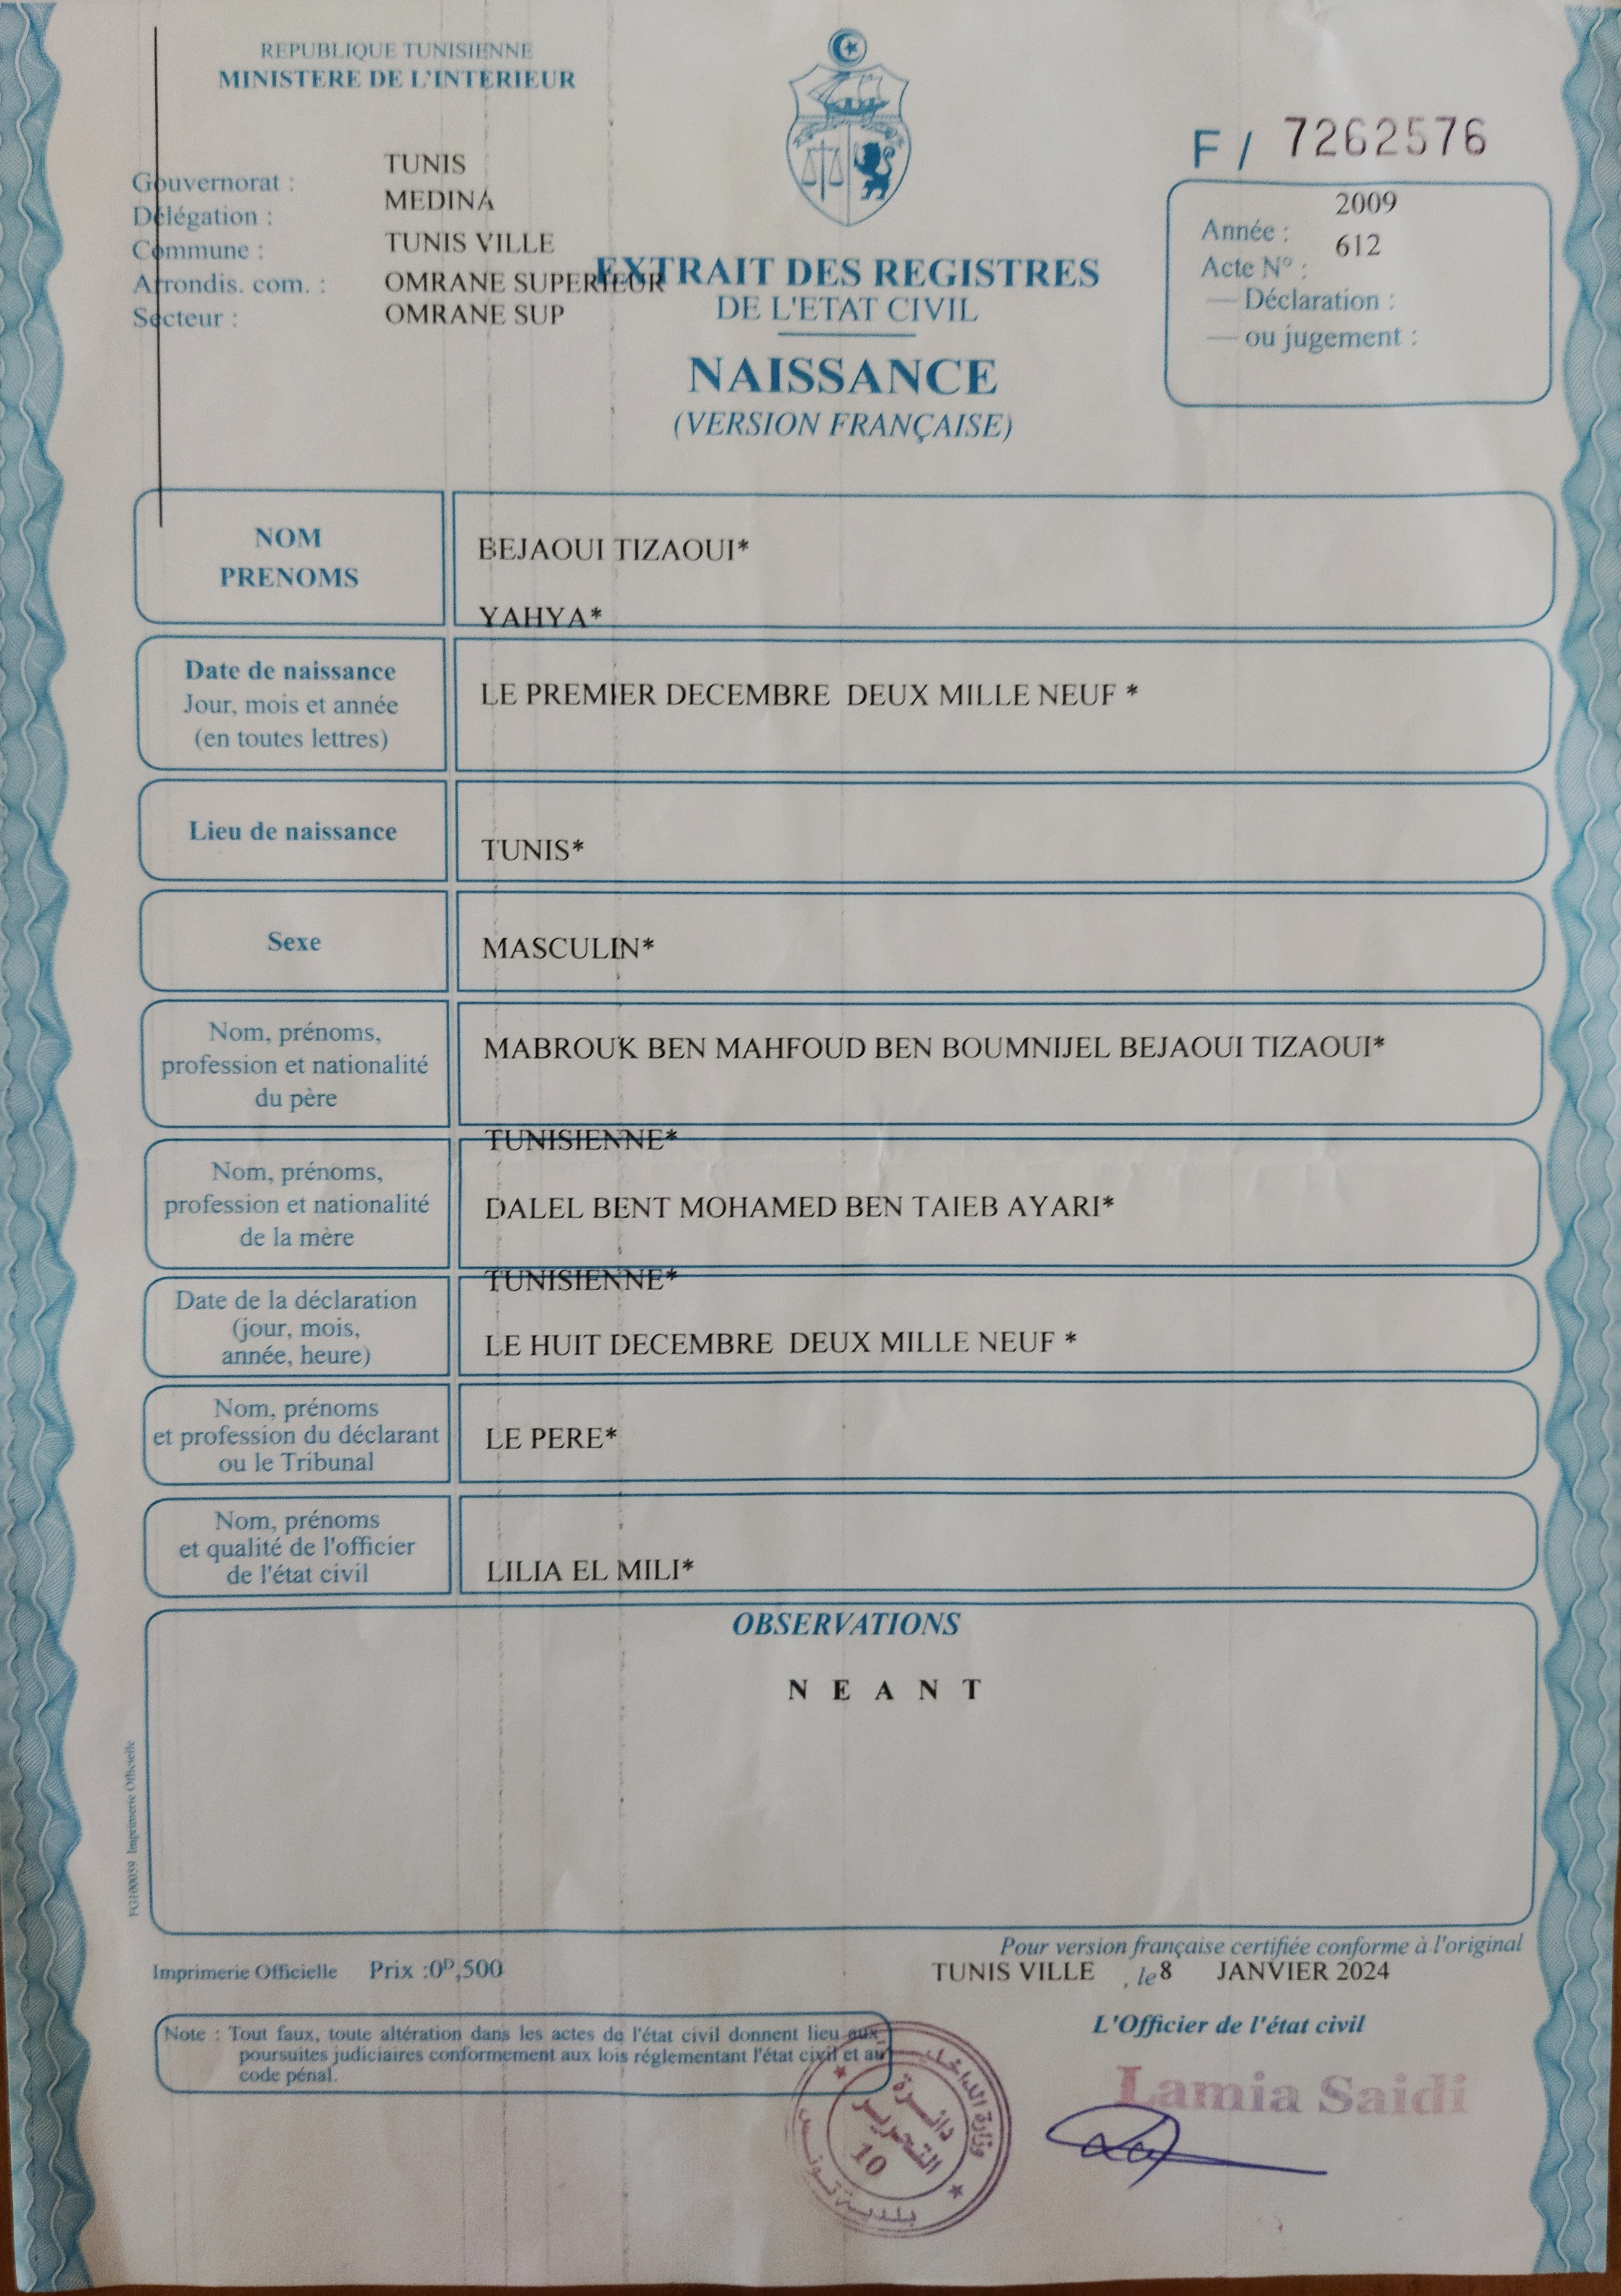 REPUBLIQUE TUNISIENNE
MINISTERE DE L'INTERIEUR
F / 7262576
Gouvernorat : TUNIS
Délégation : MEDINA
Commune : TUNIS VILLE
Arrondis. com. : OMRANE SUPERIEUR
Secteur : OMRANE SUP
Année : 2009
Acte N° : 612
— Déclaration :
— ou jugement :
EXTRAIT DES REGISTRES
DE L'ETAT CIVIL
NAISSANCE
(VERSION FRANÇAISE)
NOM
PRENOMS
BEJAOUI TIZAOUI*
YAHYA*
Date de naissance
Jour, mois et année
(en toutes lettres)
LE PREMIER DECEMBRE DEUX MILLE NEUF *
Lieu de naissance
TUNIS*
Sexe
MASCULIN*
Nom, prénoms,
profession et nationalité
du père
MABROUK BEN MAHFOUD BEN BOUMNIJEL BEJAOUI TIZAOUI*
TUNISIENNE*
Nom, prénoms,
profession et nationalité
de la mère
DALEL BENT MOHAMED BEN TAIEB AYARI*
TUNISIENNE*
Date de la déclaration
(jour, mois,
année, heure)
LE HUIT DECEMBRE DEUX MILLE NEUF *
Nom, prénoms
et profession du déclarant
ou le Tribunal
LE PERE*
Nom, prénoms
et qualité de l'officier
de l'état civil
LILIA EL MILI*
OBSERVATIONS
N E A N T
FG100059 Imprimerie Officielle
Pour version française certifiée conforme à l'original
Imprimerie Officielle Prix :0ᴰ,500
TUNIS VILLE , le 8 JANVIER 2024
Note : Tout faux, toute altération dans les actes de l'état civil donnent lieu aux
poursuites judiciaires conformement aux lois réglementant l'état civil et au
code pénal.
L'Officier de l'état civil
Lamia Saidi
وزارة الداخلية
دائرة
التحرير
10
بلدية تونس